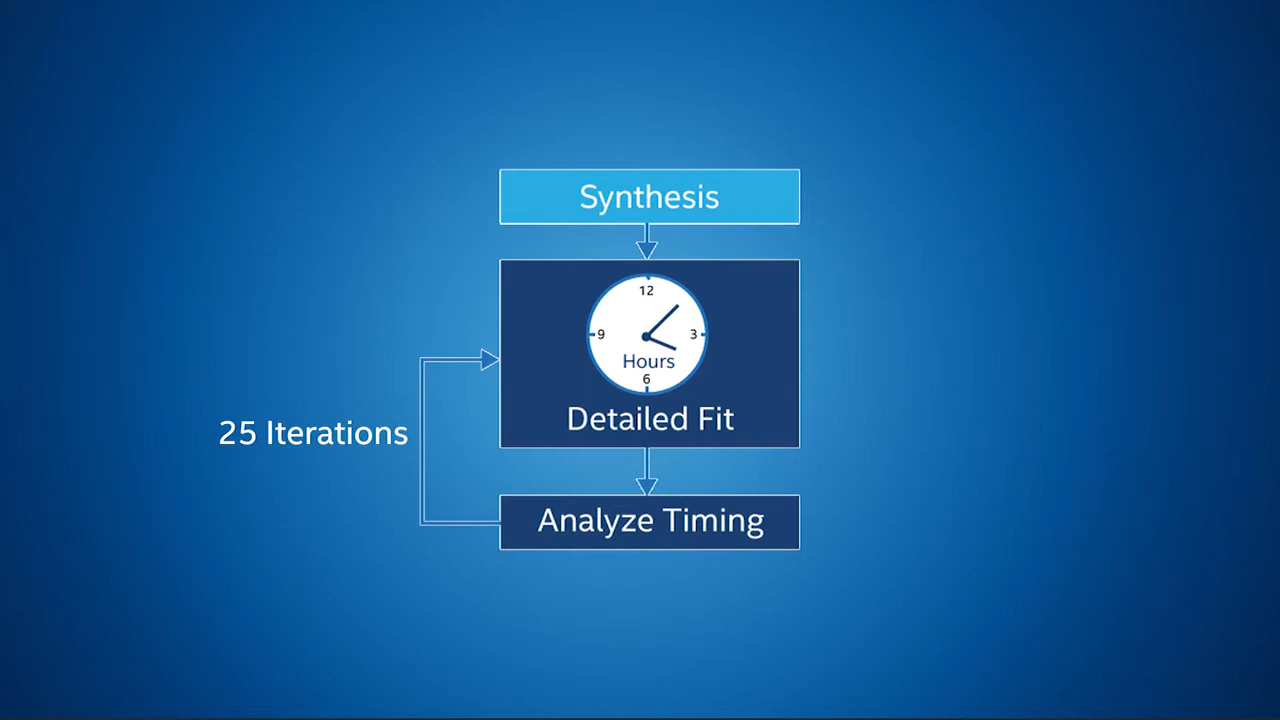 Synthesis
12
9
3
Hours
6
Detailed Fit
25 Iterations
Analyze Timing